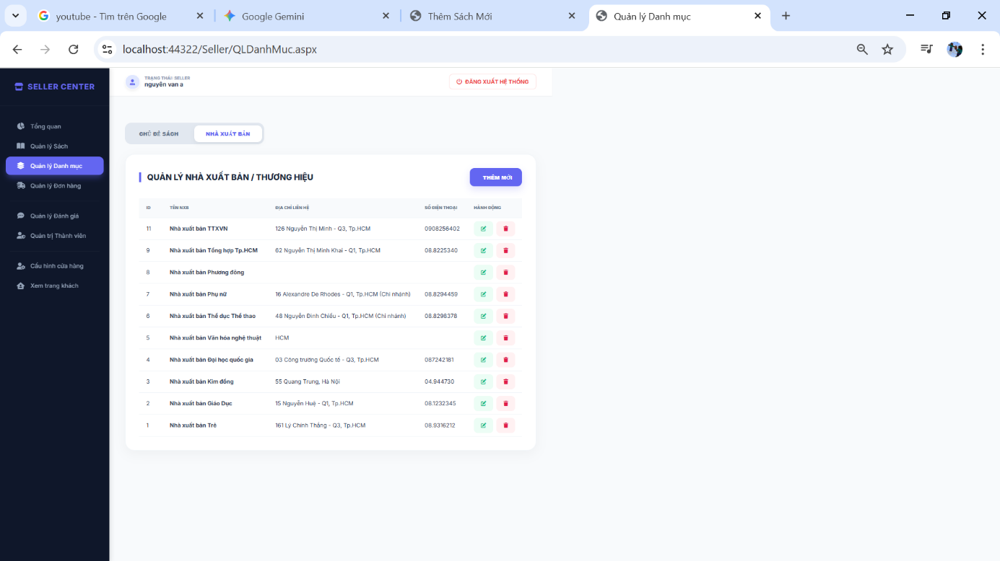 youtube - Tìm trên Google
Google Gemini
Thêm Sách Mới
Quản lý Danh mục
localhost:44322/Seller/QLDanhMuc.aspx
SELLER CENTER
TRẠNG THÁI SELLER
nguyên van a
ĐĂNG XUẤT HỆ THỐNG
Tổng quan
Quản lý Sách
Quản lý Danh mục
Quản lý Đơn hàng
Quản lý Đánh giá
Quản trị Thành viên
Cấu hình cửa hàng
Xem trang khách
CHỦ ĐỀ SÁCH
NHÀ XUẤT BẢN
QUẢN LÝ NHÀ XUẤT BẢN / THƯƠNG HIỆU
THÊM MỚI
ID TÊN NXB ĐỊA CHỈ LIÊN HỆ SỐ ĐIỆN THOẠI HÀNH ĐỘNG
11 Nhà xuất bản TTXVN 126 Nguyễn Thị Minh - Q3, Tp.HCM 0908256402
9 Nhà xuất bản Tổng hợp Tp.HCM 62 Nguyễn Thị Minh Khai - Q1, Tp.HCM 08.8225340
8 Nhà xuất bản Phương đông
7 Nhà xuất bản Phụ nữ 16 Alexandre De Rhodes - Q1, Tp.HCM (Chi nhánh) 08.8294459
6 Nhà xuất bản Thể dục Thể thao 48 Nguyễn Đình Chiểu - Q1, Tp.HCM (Chi nhánh) 08.8298378
5 Nhà xuất bản Văn hóa nghệ thuật HCM
4 Nhà xuất bản Đại học quốc gia 03 Công trường Quốc tế - Q3, Tp.HCM 087242181
3 Nhà xuất bản Kim đồng 55 Quang Trung, Hà Nội 04.944730
2 Nhà xuất bản Giáo Dục 15 Nguyễn Huệ - Q1, Tp.HCM 08.1232345
1 Nhà xuất bản Trẻ 161 Lý Chính Thắng - Q3, Tp.HCM 08.9316212